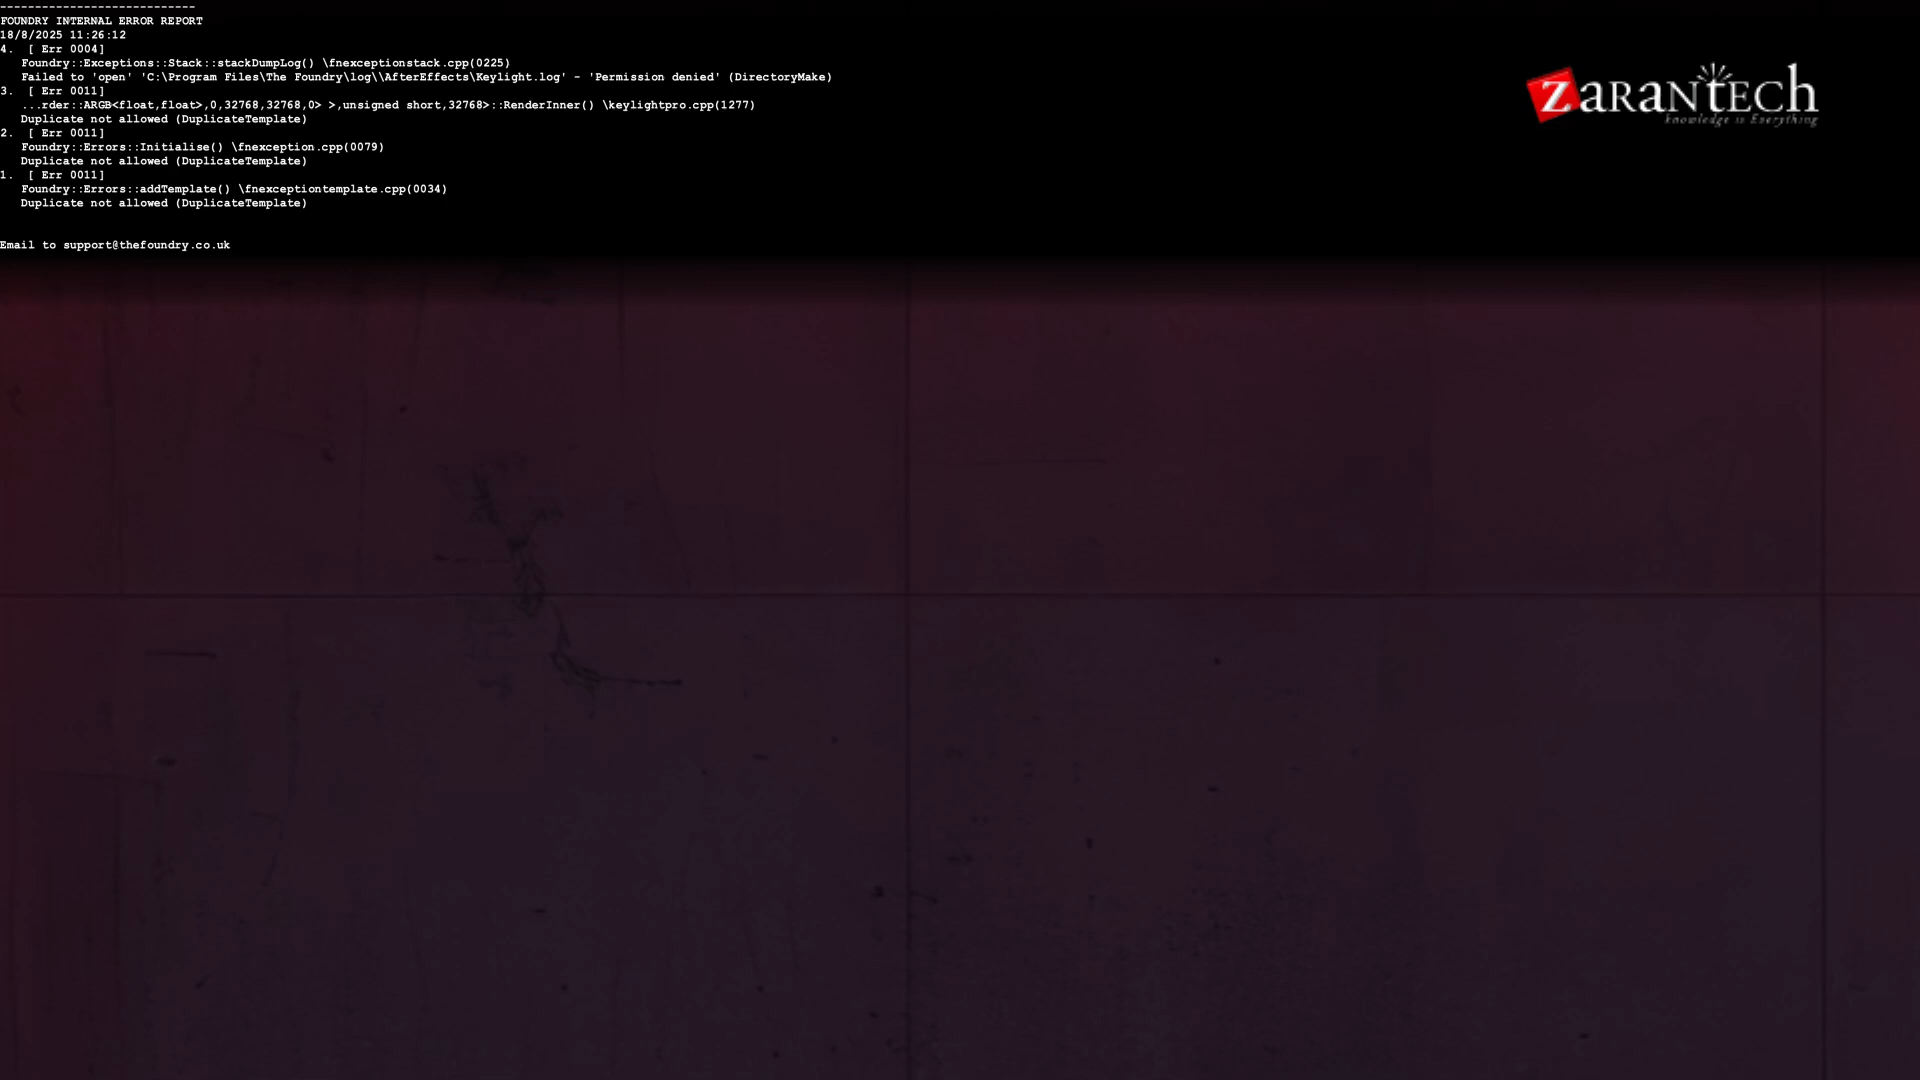 ----------------------------
FOUNDRY INTERNAL ERROR REPORT
18/8/2025 11:26:12
4.  [ Err 0004]
   Foundry::Exceptions::Stack::stackDumpLog() \fnexceptionstack.cpp(0225)
   Failed to 'open' 'C:\Program Files\The Foundry\log\\AfterEffects\Keylight.log' - 'Permission denied' (DirectoryMake)
3.  [ Err 0011]
   ...rder::ARGB<float,float>,0,32768,32768,0> >,unsigned short,32768>::RenderInner() \keylightpro.cpp(1277)
   Duplicate not allowed (DuplicateTemplate)
2.  [ Err 0011]
   Foundry::Errors::Initialise() \fnexception.cpp(0079)
   Duplicate not allowed (DuplicateTemplate)
1.  [ Err 0011]
   Foundry::Errors::addTemplate() \fnexceptiontemplate.cpp(0034)
   Duplicate not allowed (DuplicateTemplate)
Email to support@thefoundry.co.uk
ZARANTECH
knowledge is Everything